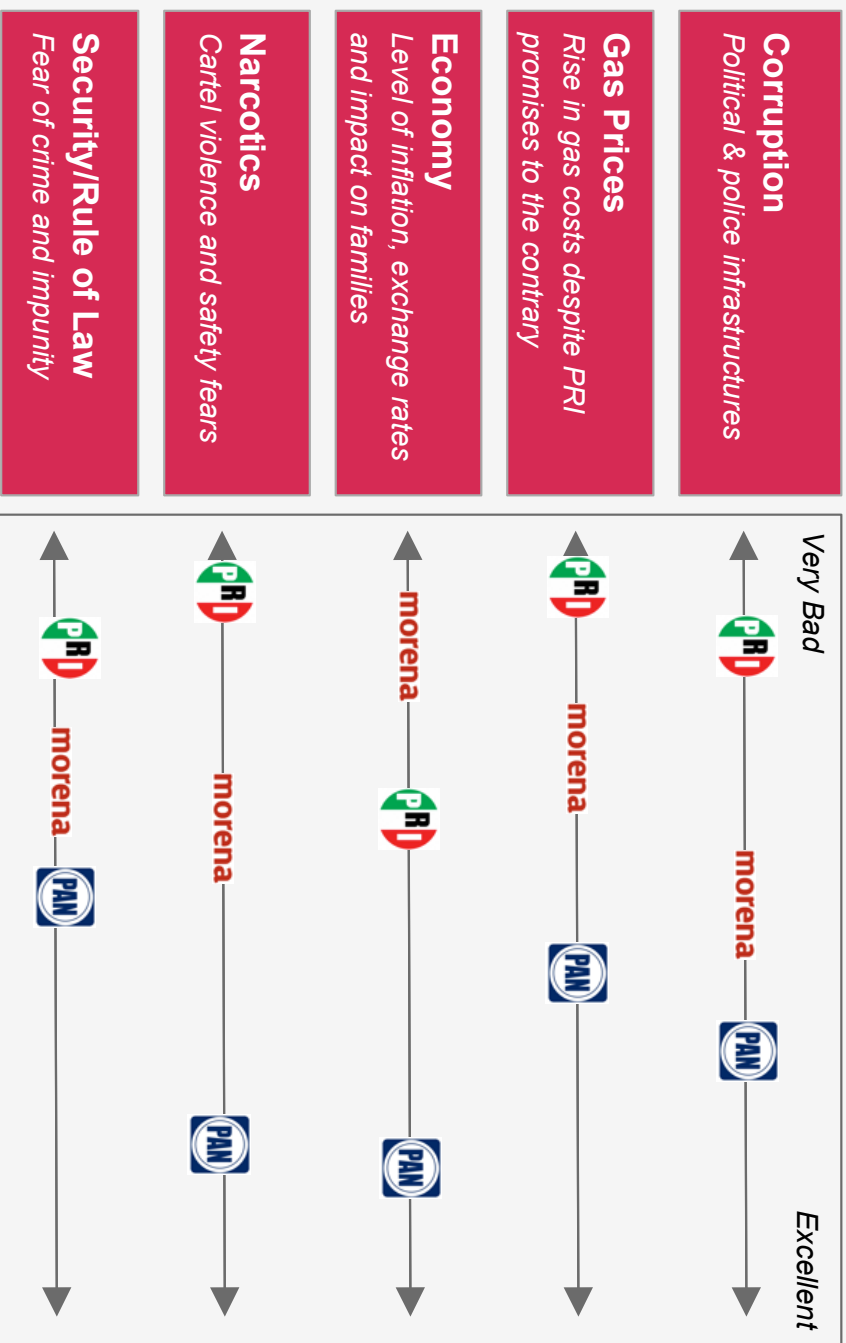 Very Bad
Excellent
Corruption
Political & police infrastructures
PRI
morena
PAN
Gas Prices
Rise in gas costs despite PRI
promises to the contrary
PRI
morena
PAN
Economy
Level of inflation, exchange rates
and impact on families
morena
PRI
PAN
Narcotics
Cartel violence and safety fears
PRI
morena
PAN
Security/Rule of Law
Fear of crime and impunity
PRI
morena
PAN